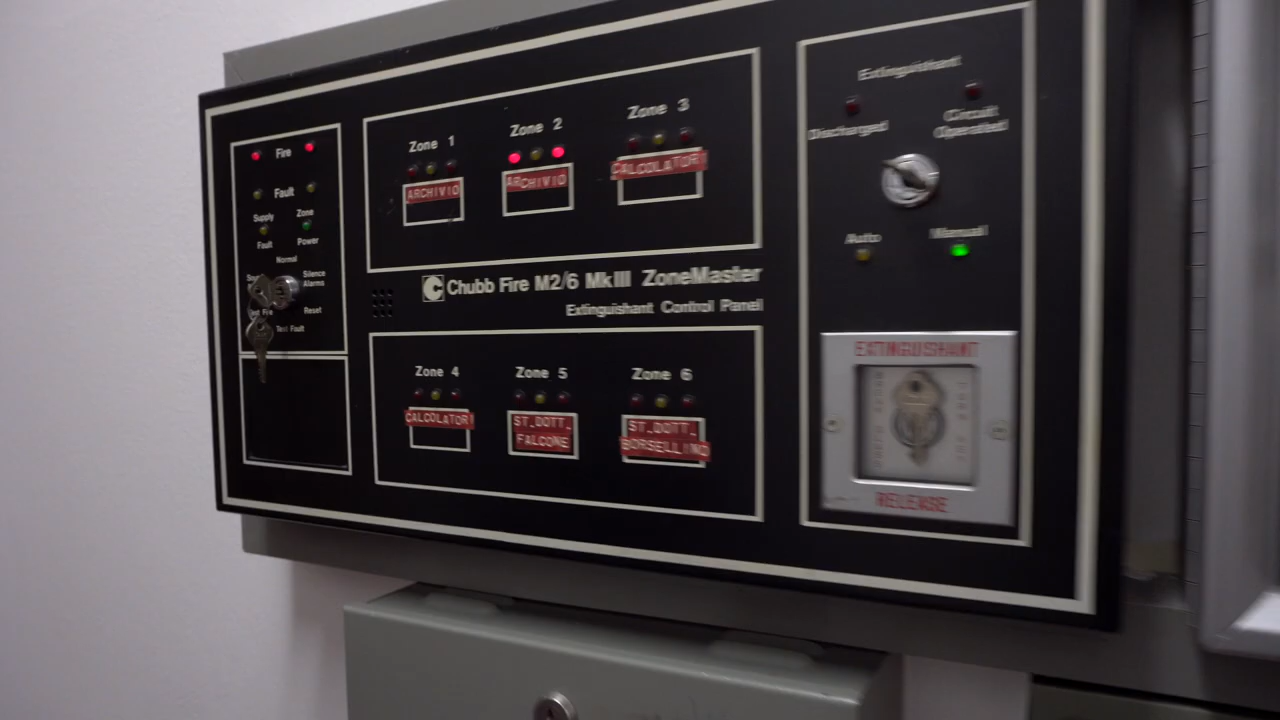 Fire
Fault
Supply
Fault
Zone
Power
Normal
Silence
Alarms
Reset
Test Fault
Zone 1
ARCHIVIO
Zone 2
ARCHIVIO
Zone 3
CALCOLATORI
Chubb Fire M2/6 MkIII ZoneMaster
Extinguishant Control Panel
Zone 4
CALCOLATORI
Zone 5
ST.DOTT.
FALCONE
Zone 6
ST.DOTT.
BORSELLINO
Extinguishant
Discharged
Circuit
Operated
Auto
Manual
EXTINGUISHANT
RELEASE